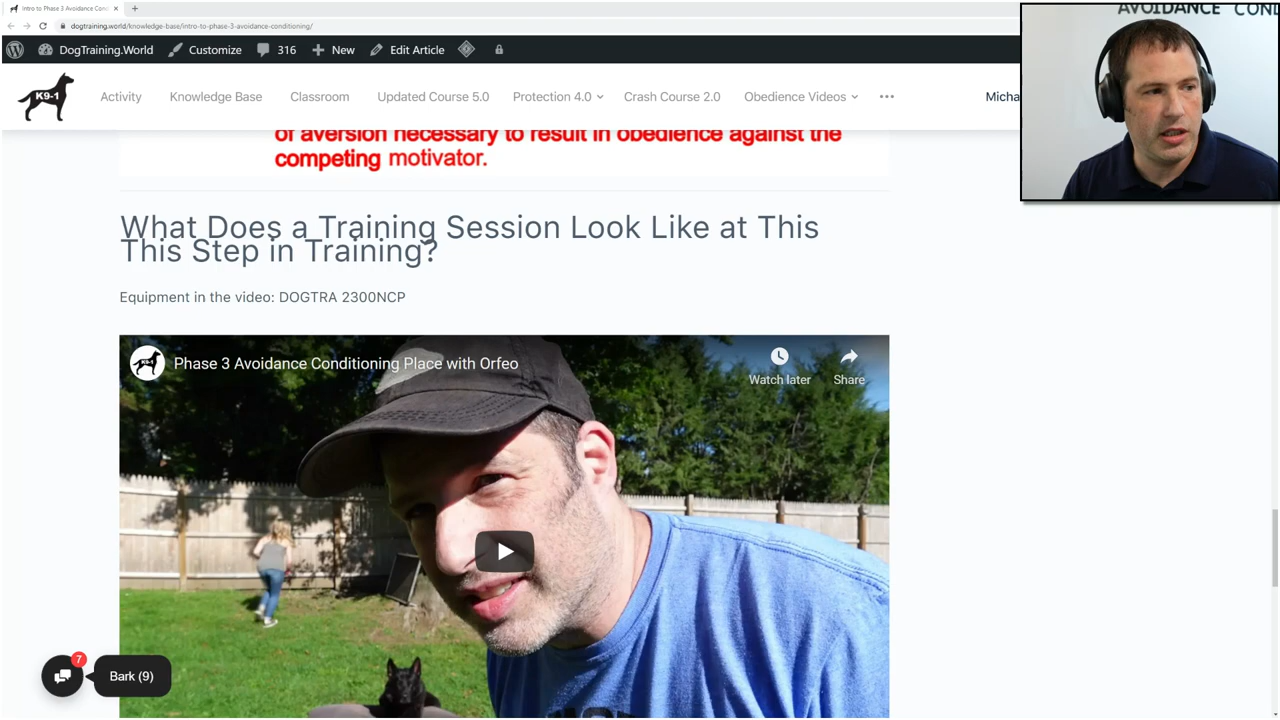 Intro to Phase 3 Avoidance Cond
dogtraining.world/knowledge-base/intro-to-phase-3-avoidance-conditioning/
AVOIDANCE COND
DogTraining.World Customize 316 New Edit Article
K9-1 Activity Knowledge Base Classroom Updated Course 5.0 Protection 4.0 Crash Course 2.0 Obedience Videos ••• Micha
of aversion necessary to result in obedience against the
competing motivator.
What Does a Training Session Look Like at This
This Step in Training?
Equipment in the video: DOGTRA 2300NCP
K9-1 Phase 3 Avoidance Conditioning Place with Orfeo
Watch later Share
7
Bark (9)